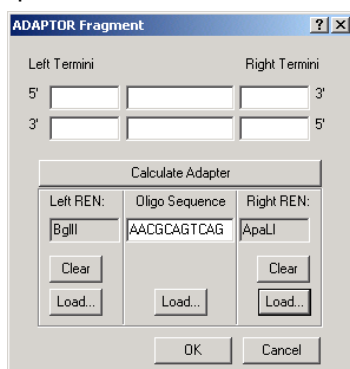 ADAPTOR Fragment
Left Termini Right Termini
5' 3'
3' 5'
Calculate Adapter
Left REN: Oligo Sequence Right REN:
BglII AACGCAGTCAG ApaLI
Clear Clear
Load... Load... Load...
OK Cancel